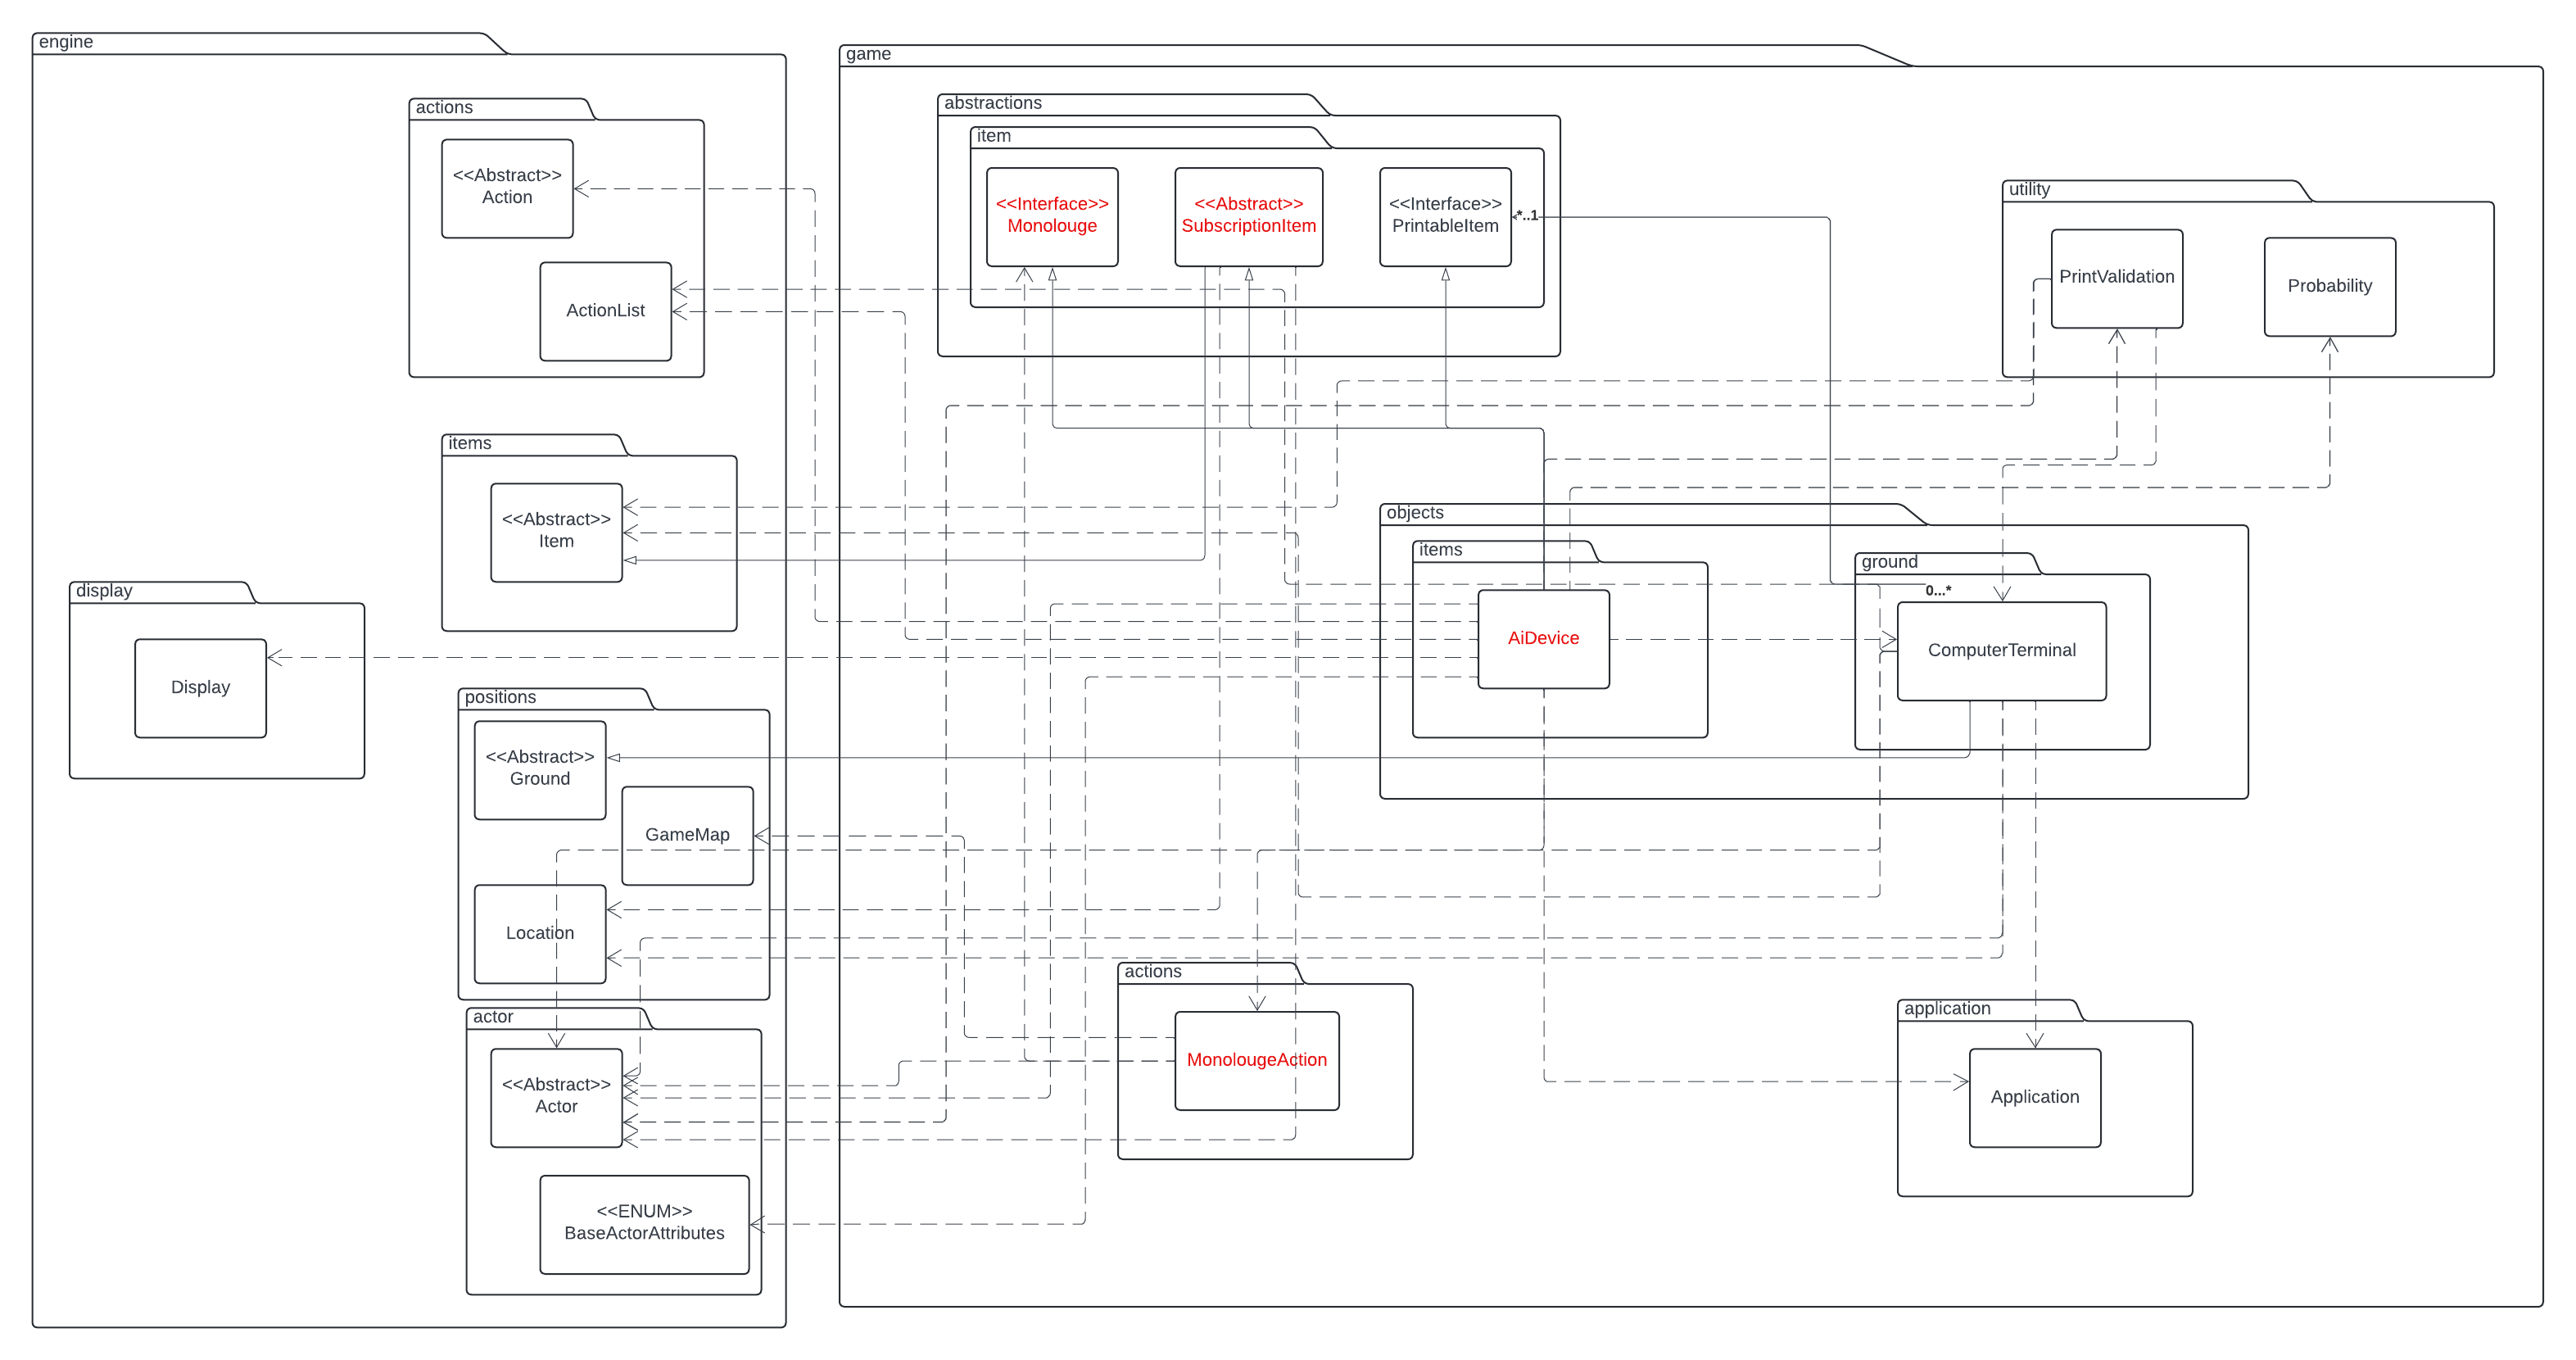 engine
actions
<<Abstract>>
Action
ActionList
items
<<Abstract>>
Item
display
Display
positions
<<Abstract>>
Ground
GameMap
Location
actor
<<Abstract>>
Actor
<<ENUM>>
BaseActorAttributes
game
abstractions
item
<<Interface>>
Monolouge
<<Abstract>>
SubscriptionItem
<<Interface>>
PrintableItem
*..1
utility
PrintValidation
Probability
objects
items
AiDevice
ground
0...*
ComputerTerminal
actions
MonolougeAction
application
Application